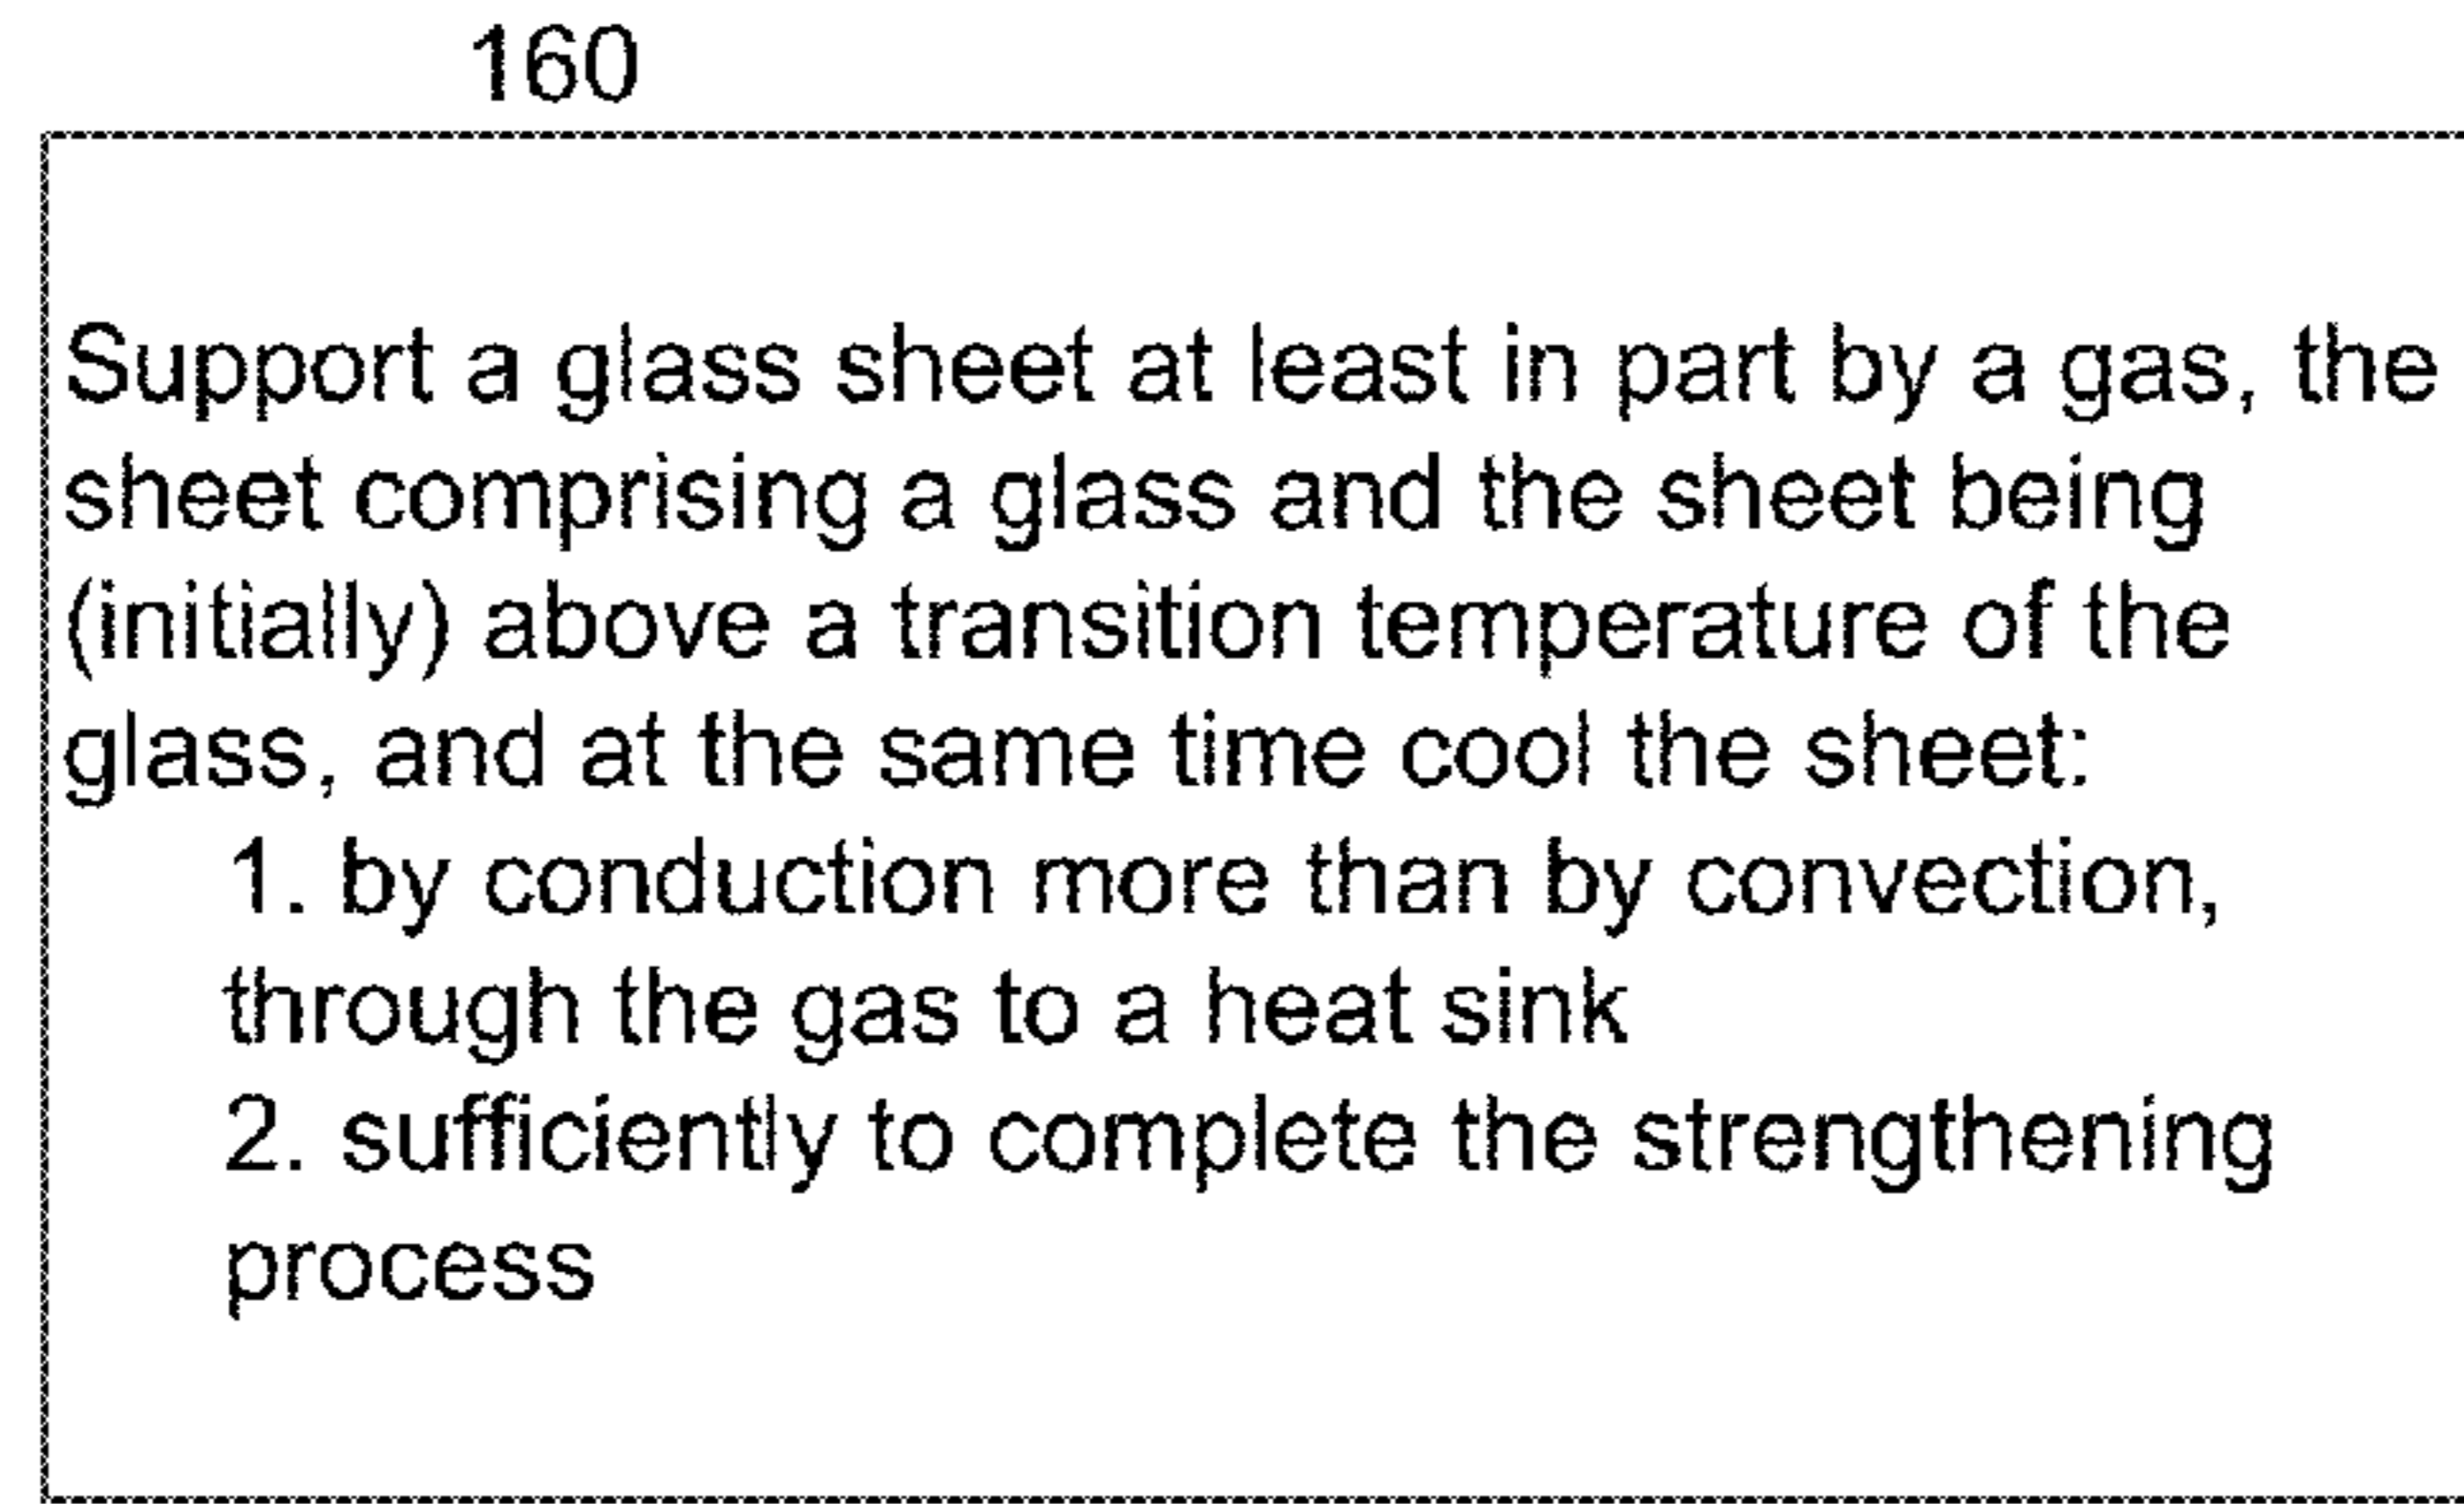 160
Support a glass sheet at least in part by a gas, the
sheet comprising a glass and the sheet being
(initially) above a transition temperature of the
glass, and at the same time cool the sheet:
1. by conduction more than by convection,
through the gas to a heat sink
2. sufficiently to complete the strengthening
process